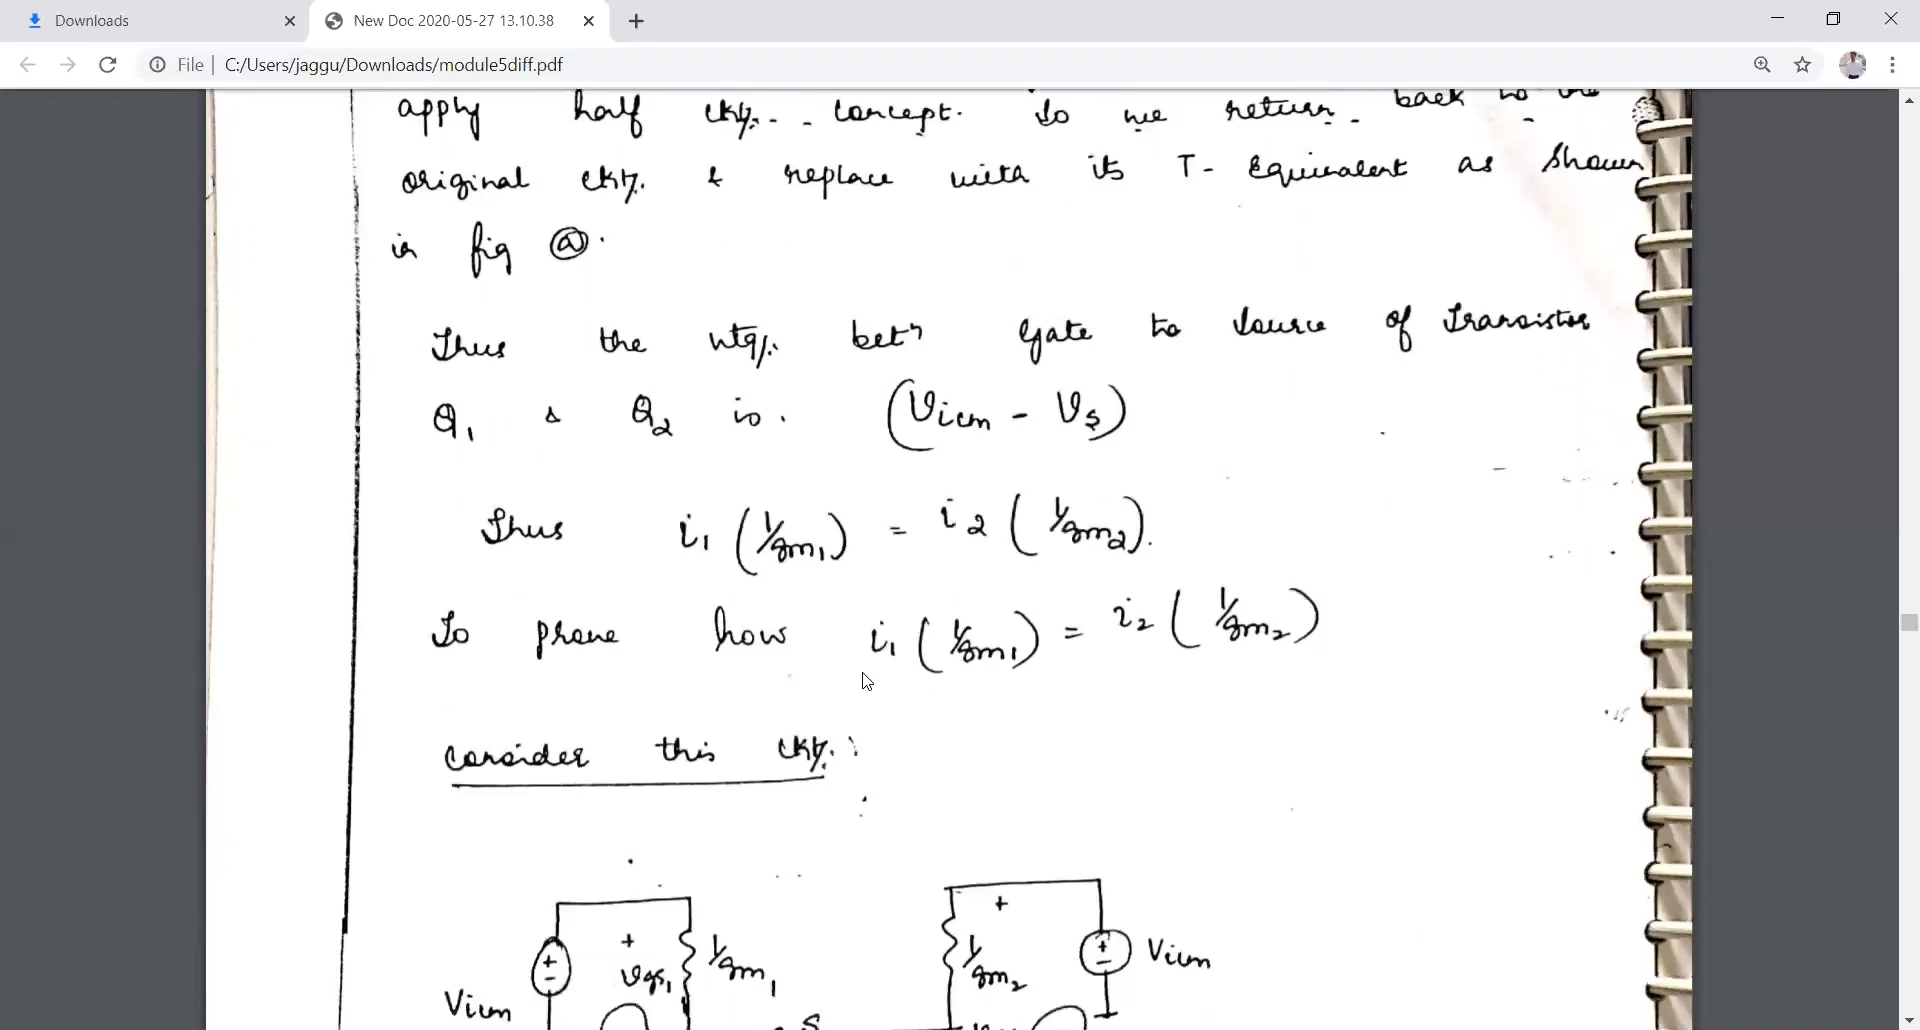 Downloads
New Doc 2020-05-27 13.10.38
File | C:/Users/jaggu/Downloads/module5diff.pdf
apply half ckt. concept. So we return back to the
original ckt. & replace with its T- Equivalent as shown
in fig ⓐ.
Thus the vtg. betⁿ Gate to Source of Transistor
Q₁ & Q₂ is. (Vicm - Vs)
Thus i₁ (1/gm₁) = i₂ (1/gm₂).
To prove how i₁ (1/gm₁) = i₂ (1/gm₂)
consider this ckt. :
+
+ 1/gm₁ 1/gm₂ + Vicm
- vgs₁ -
Vicm S